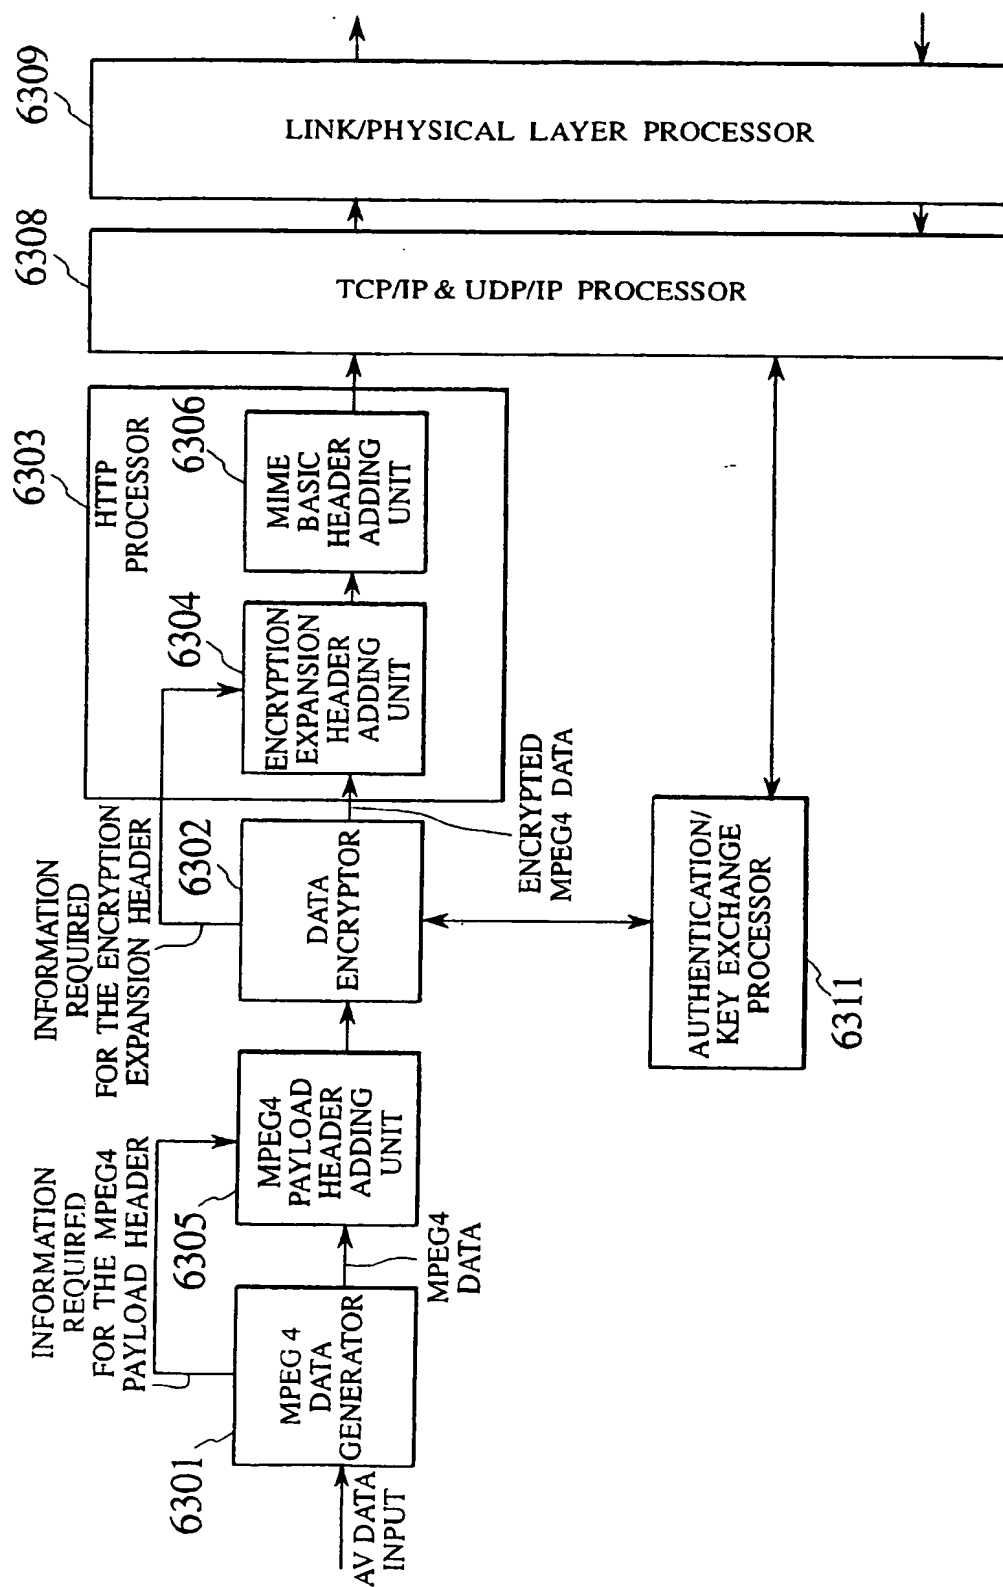 AV DATA
INPUT
6301
MPEG 4
DATA
GENERATOR
INFORMATION
REQUIRED
FOR THE MPEG4
PAYLOAD HEADER
MPEG4
DATA
6305
MPEG4
PAYLOAD
HEADER
ADDING
UNIT
INFORMATION
REQUIRED
FOR THE ENCRYPTION
EXPANSION HEADER
6302
DATA
ENCRYPTOR
ENCRYPTED
MPEG4 DATA
6303
HTTP
PROCESSOR
6304
ENCRYPTION
EXPANSION
HEADER
ADDING
UNIT
6306
MIME
BASIC
HEADER
ADDING
UNIT
6308
TCP/IP & UDP/IP PROCESSOR
6309
LINK/PHYSICAL LAYER PROCESSOR
AUTHENTICATION/
KEY EXCHANGE
PROCESSOR
6311